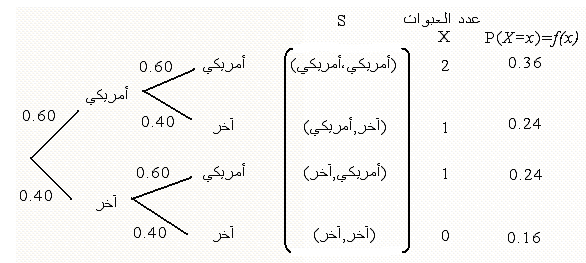 S عدد العبوات
X P(X=x)=f(x)
0.60 أمريكي (أمريكي،أمريكي) 2 0.36
أمريكي
0.60
0.40 آخر (آخر,أمريكي) 1 0.24
0.60 أمريكي (أمريكي,آخر) 1 0.24
0.40
آخر
0.40 آخر (آخر,آخر) 0 0.16